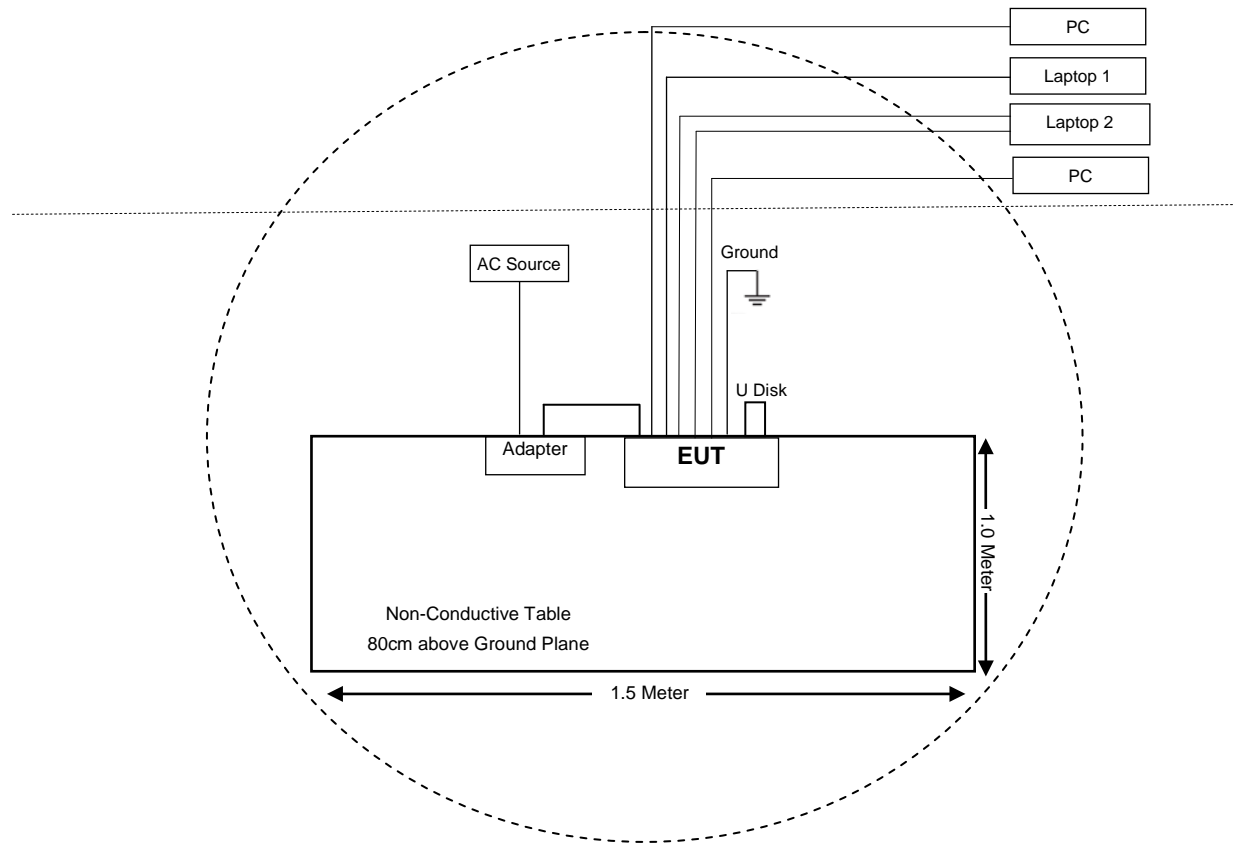 PC
Laptop 1
Laptop 2
PC
Ground
AC Source
U Disk
Adapter
EUT
1.0 Meter
Non-Conductive Table
80cm above Ground Plane
1.5 Meter